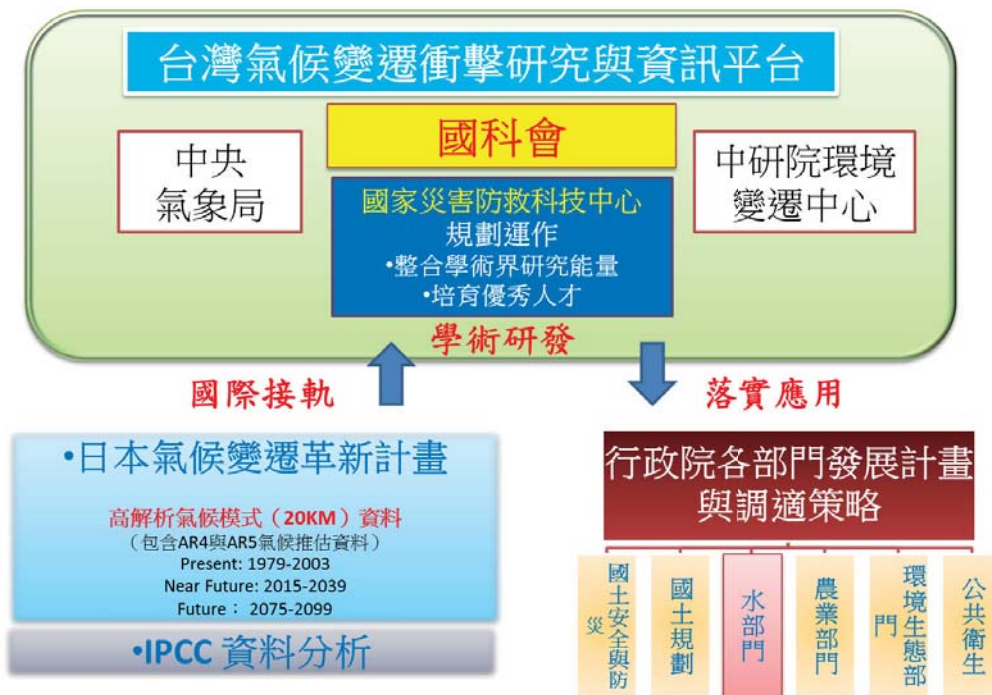 台灣氣候變遷衝擊研究與資訊平台
國科會
中央
氣象局
國家災害防救科技中心
規劃運作
•整合學術界研究能量
•培育優秀人才
中研院環境
變遷中心
學術研發
國際接軌
落實應用
•日本氣候變遷革新計畫
高解析氣候模式（20KM）資料
（包含AR4與AR5氣候推估資料）
Present: 1979-2003
Near Future: 2015-2039
Future： 2075-2099
•IPCC 資料分析
行政院各部門發展計畫
與調適策略
國土安全與防
災
國土規劃
水部門
農業部門
環境生態部
門
公共衛生